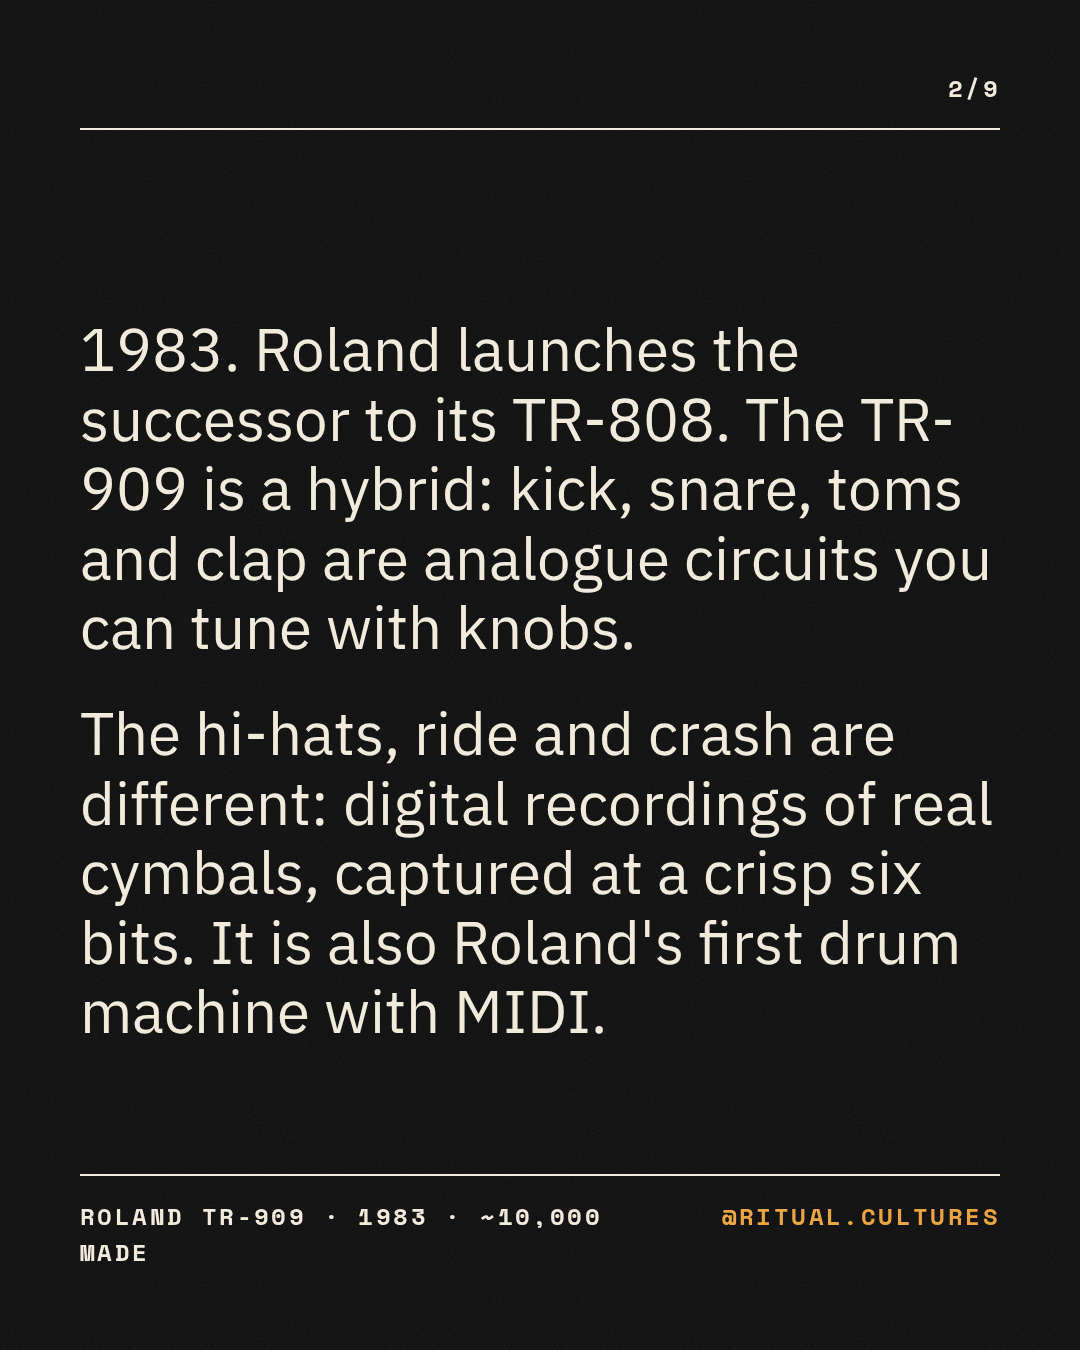 2/9
1983. Roland launches the
successor to its TR-808. The TR-
909 is a hybrid: kick, snare, toms
and clap are analogue circuits you
can tune with knobs.
The hi-hats, ride and crash are
different: digital recordings of real
cymbals, captured at a crisp six
bits. It is also Roland's first drum
machine with MIDI.
ROLAND TR-909 · 1983 · ~10,000
MADE
@RITUAL.CULTURES